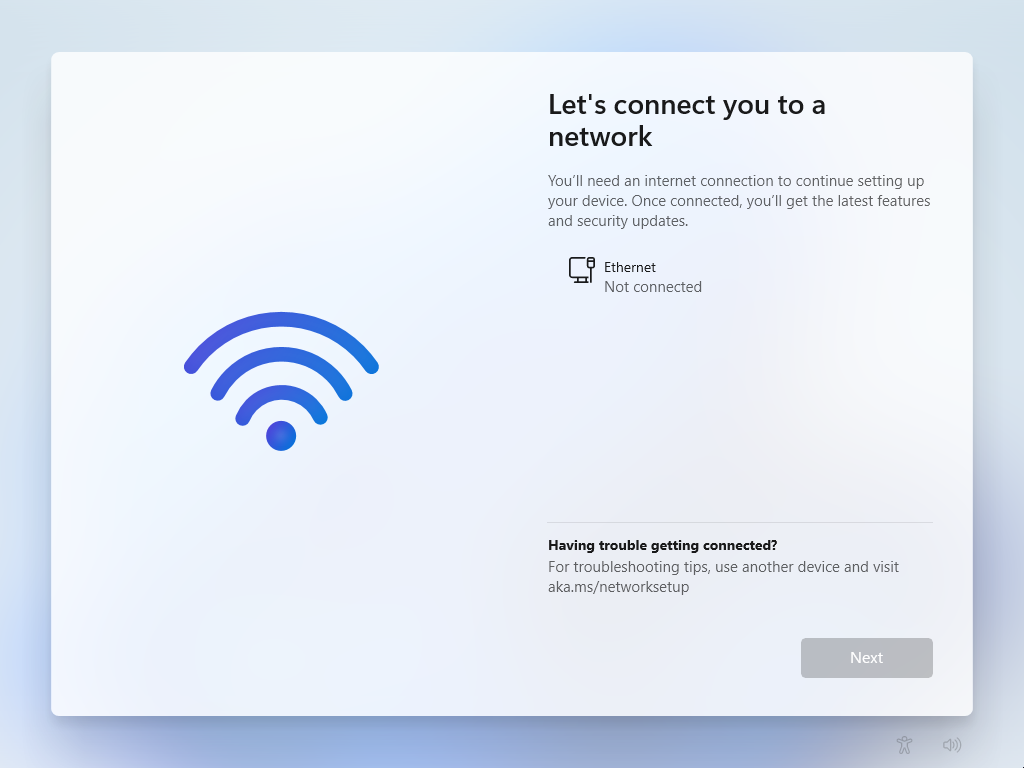 Let's connect you to a
network
You’ll need an internet connection to continue setting up
your device. Once connected, you’ll get the latest features
and security updates.
Ethernet
Not connected
Having trouble getting connected?
For troubleshooting tips, use another device and visit
aka.ms/networksetup
Next